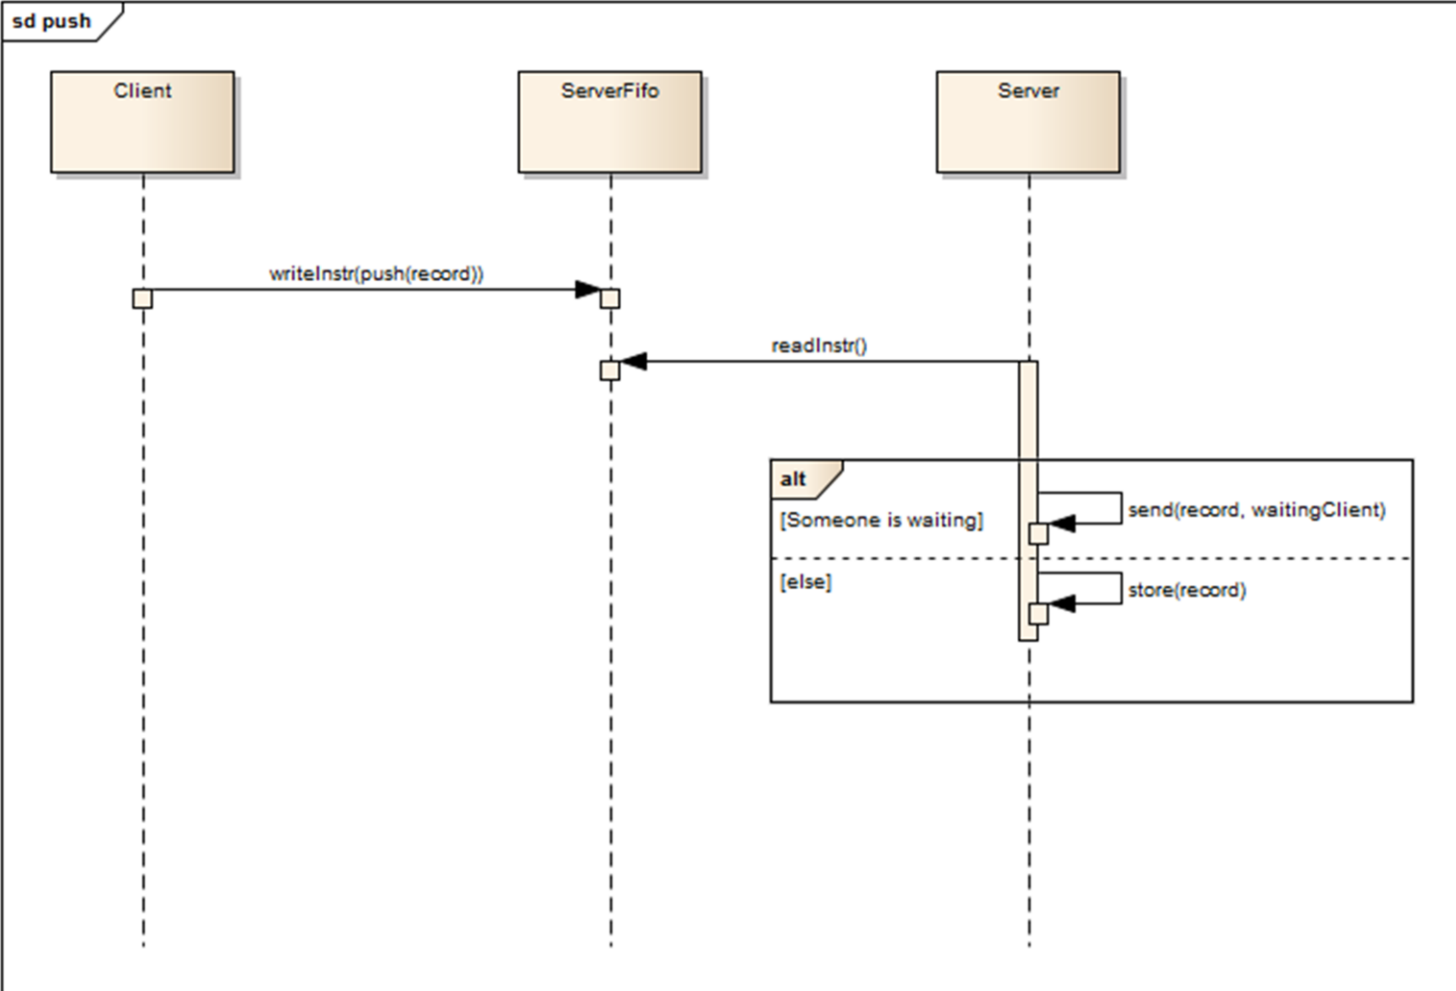 sd push
Client
ServerFifo
Server
writeInstr(push(record))
readInstr()
alt
[Someone is waiting]
send(record, waitingClient)
[else]
store(record)